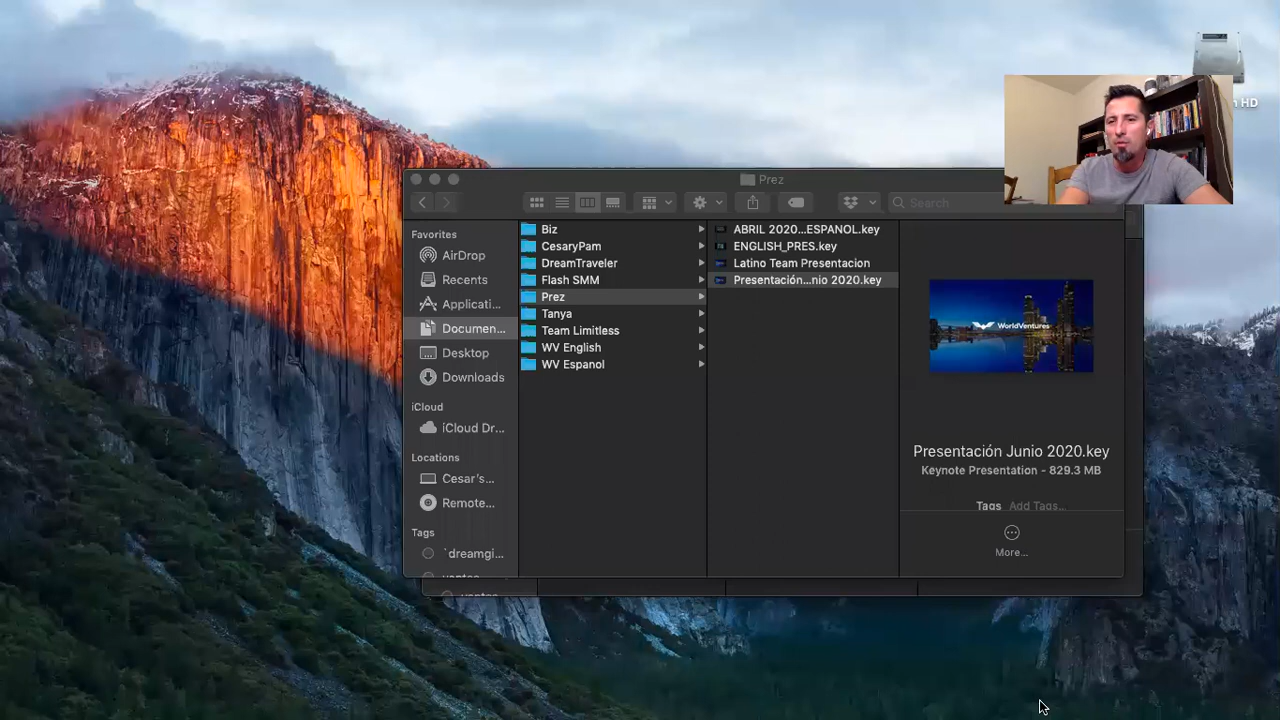 n HD
Prez
Search
Favorites
AirDrop
Recents
Applicati...
Documen...
Desktop
Downloads
iCloud
iCloud Dr...
Locations
Cesar's...
Remote...
Tags
`dreamgi...
Biz
CesaryPam
DreamTraveler
Flash SMM
Prez
Tanya
Team Limitless
WV English
WV Espanol
ABRIL 2020...ESPANOL.key
ENGLISH_PRES.key
Latino Team Presentacion
Presentación...nio 2020.key
WorldVentures
Presentación Junio 2020.key
Keynote Presentation - 829.3 MB
Tags Add Tags...
More...